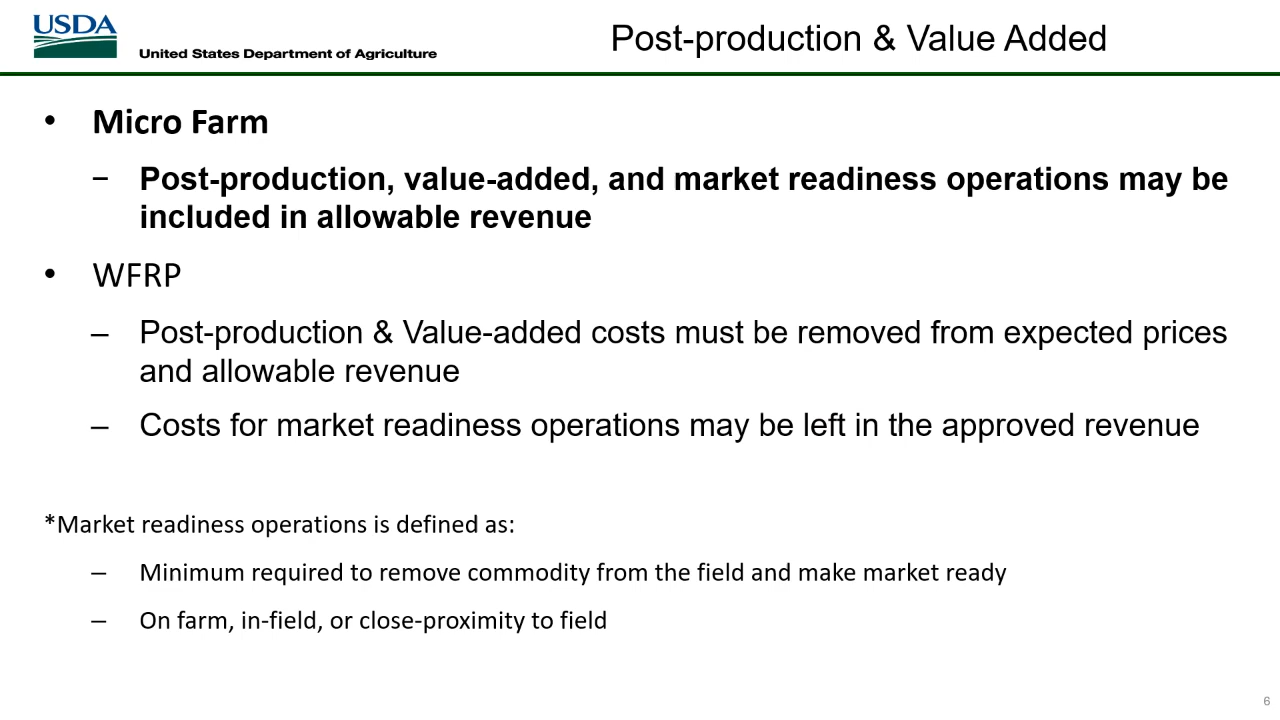 USDA
United States Department of Agriculture
Post-production & Value Added
• Micro Farm
− Post-production, value-added, and market readiness operations may be
included in allowable revenue
• WFRP
– Post-production & Value-added costs must be removed from expected prices
and allowable revenue
– Costs for market readiness operations may be left in the approved revenue
*Market readiness operations is defined as:
– Minimum required to remove commodity from the field and make market ready
– On farm, in-field, or close-proximity to field
6